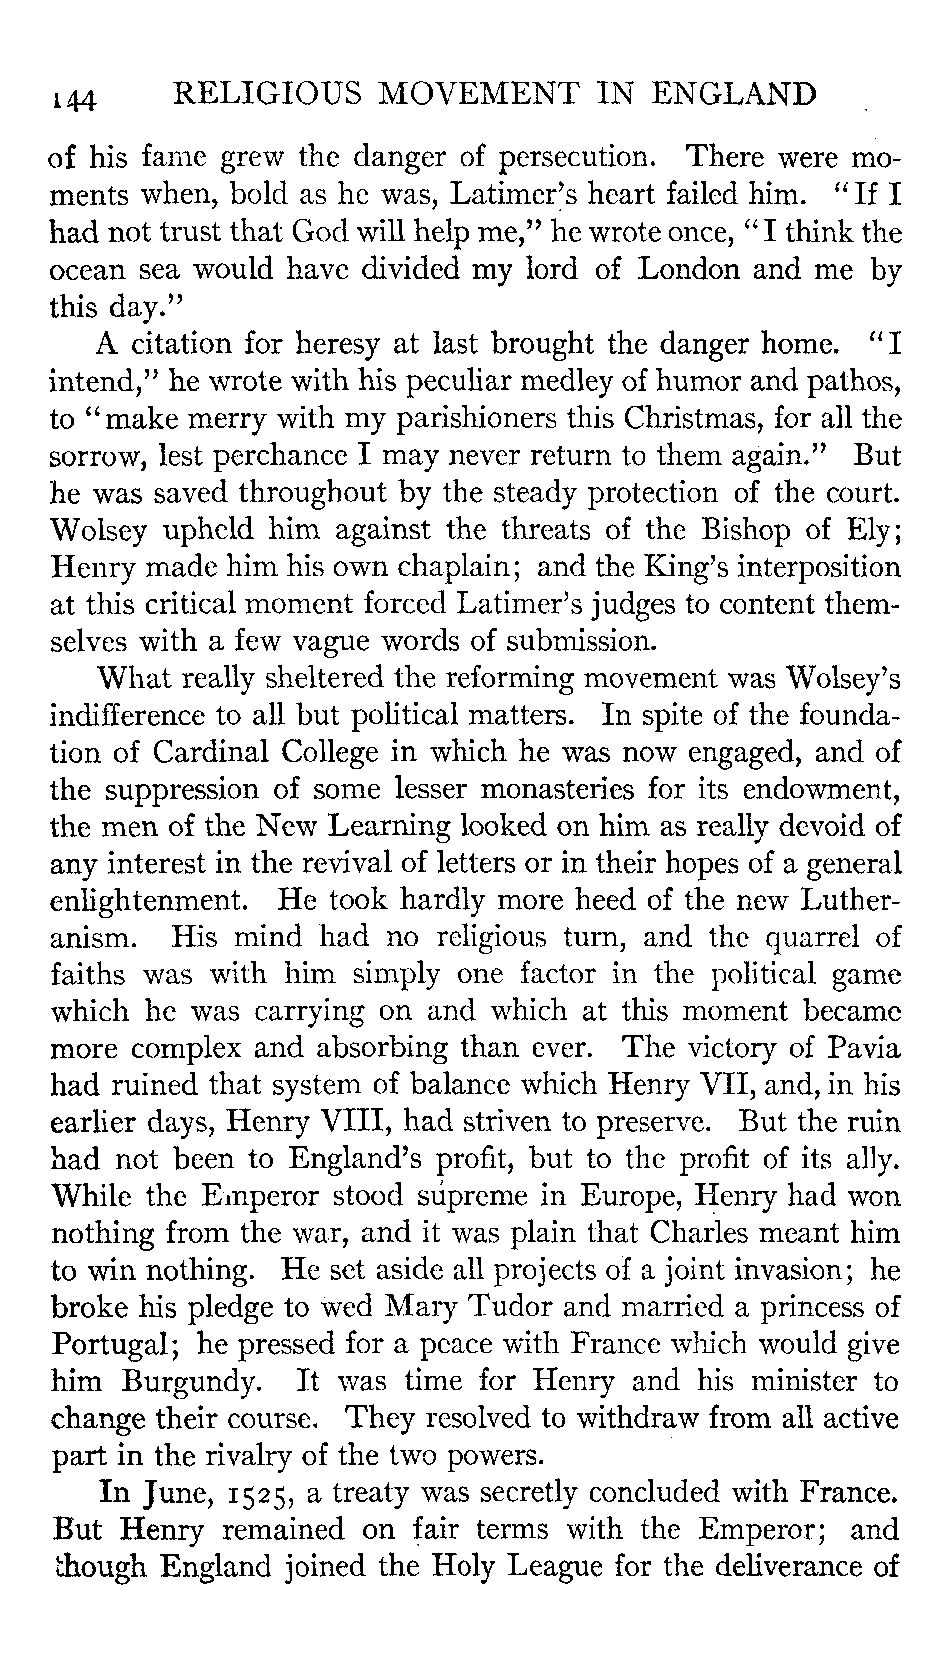 144 RELIGIOUS MOVEMENT IN ENGLAND
of his fame grew the danger of persecution. There were mo-
ments when, bold as he was, Latimer's heart failed him. "If I
had not trust that God will help me," he wrote once, "I think the
ocean sea would have divided my lord of London and me by
this day."
A citation for heresy at last brought the danger home. "I
intend," he wrote with his peculiar medley of humor and pathos,
to "make merry with my parishioners this Christmas, for all the
sorrow, lest perchance I may never return to them again." But
he was saved throughout by the steady protection of the court.
Wolsey upheld him against the threats of the Bishop of Ely;
Henry made him his own chaplain; and the King's interposition
at this critical moment forced Latimer's judges to content them-
selves with a few vague words of submission.
What really sheltered the reforming movement was Wolsey's
indifference to all but political matters. In spite of the founda-
tion of Cardinal College in which he was now engaged, and of
the suppression of some lesser monasteries for its endowment,
the men of the New Learning looked on him as really devoid of
any interest in the revival of letters or in their hopes of a general
enlightenment. He took hardly more heed of the new Luther-
anism. His mind had no religious turn, and the quarrel of
faiths was with him simply one factor in the political game
which he was carrying on and which at this moment became
more complex and absorbing than ever. The victory of Pavia
had ruined that system of balance which Henry VII, and, in his
earlier days, Henry VIII, had striven to preserve. But the ruin
had not been to England's profit, but to the profit of its ally.
While the Emperor stood supreme in Europe, Henry had won
nothing from the war, and it was plain that Charles meant him
to win nothing. He set aside all projects of a joint invasion; he
broke his pledge to wed Mary Tudor and married a princess of
Portugal; he pressed for a peace with France which would give
him Burgundy. It was time for Henry and his minister to
change their course. They resolved to withdraw from all active
part in the rivalry of the two powers.
In June, 1525, a treaty was secretly concluded with France.
But Henry remained on fair terms with the Emperor; and
though England joined the Holy League for the deliverance of